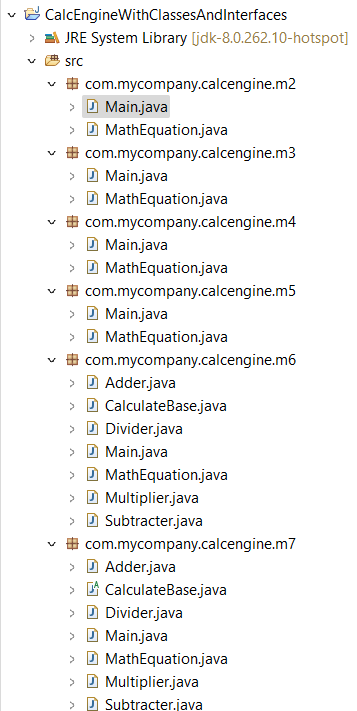 CalcEngineWithClassesAndInterfaces
JRE System Library [jdk-8.0.262.10-hotspot]
src
com.mycompany.calcengine.m2
Main.java
MathEquation.java
com.mycompany.calcengine.m3
Main.java
MathEquation.java
com.mycompany.calcengine.m4
Main.java
MathEquation.java
com.mycompany.calcengine.m5
Main.java
MathEquation.java
com.mycompany.calcengine.m6
Adder.java
CalculateBase.java
Divider.java
Main.java
MathEquation.java
Multiplier.java
Subtracter.java
com.mycompany.calcengine.m7
Adder.java
CalculateBase.java
Divider.java
Main.java
MathEquation.java
Multiplier.java
Subtracter.java